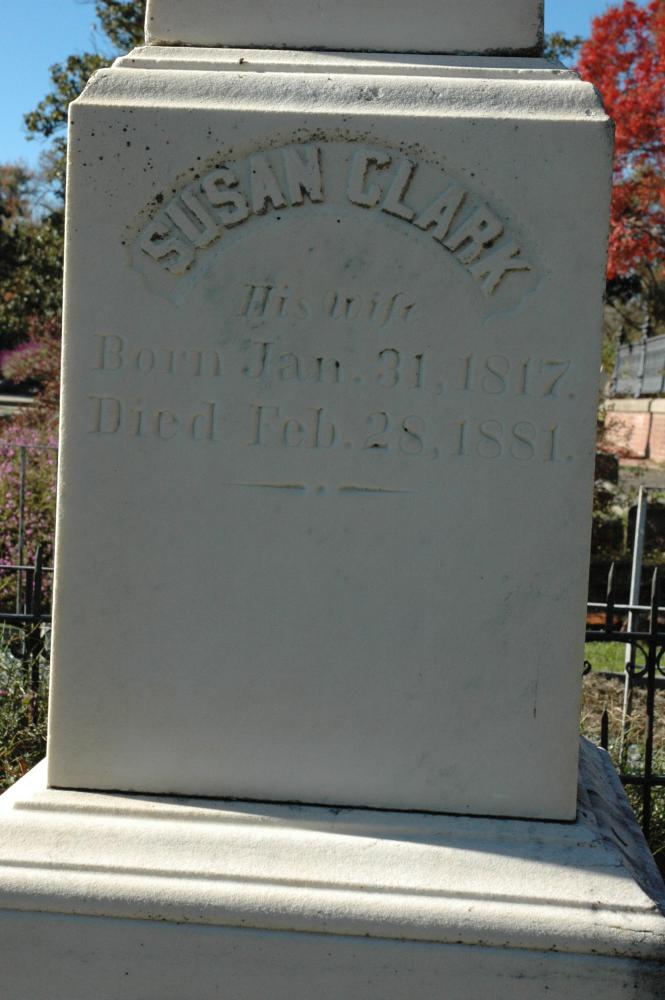 SUSAN CLARK
His Wife
Born Jan. 31, 1817.
Died Feb. 28, 1881.